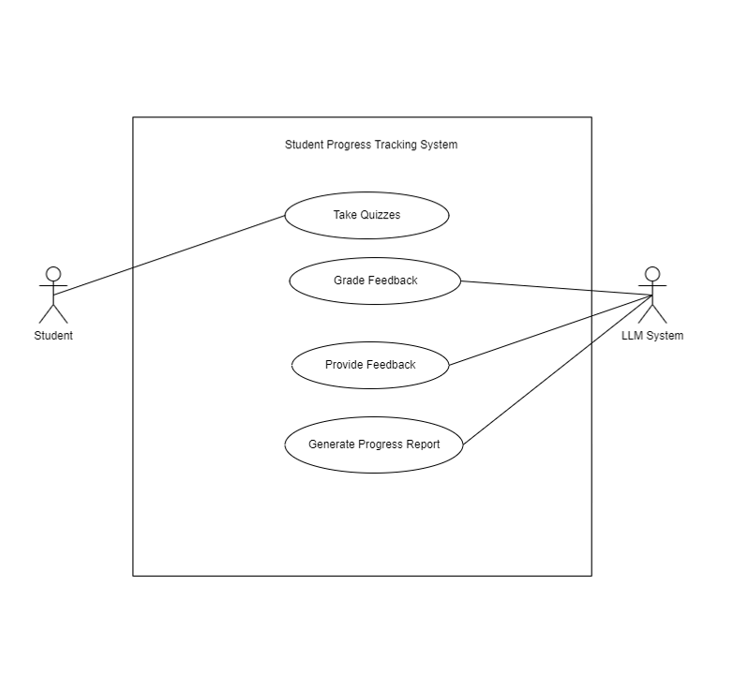 Student Progress Tracking System
Take Quizzes
Grade Feedback
Student
LLM System
Provide Feedback
Generate Progress Report